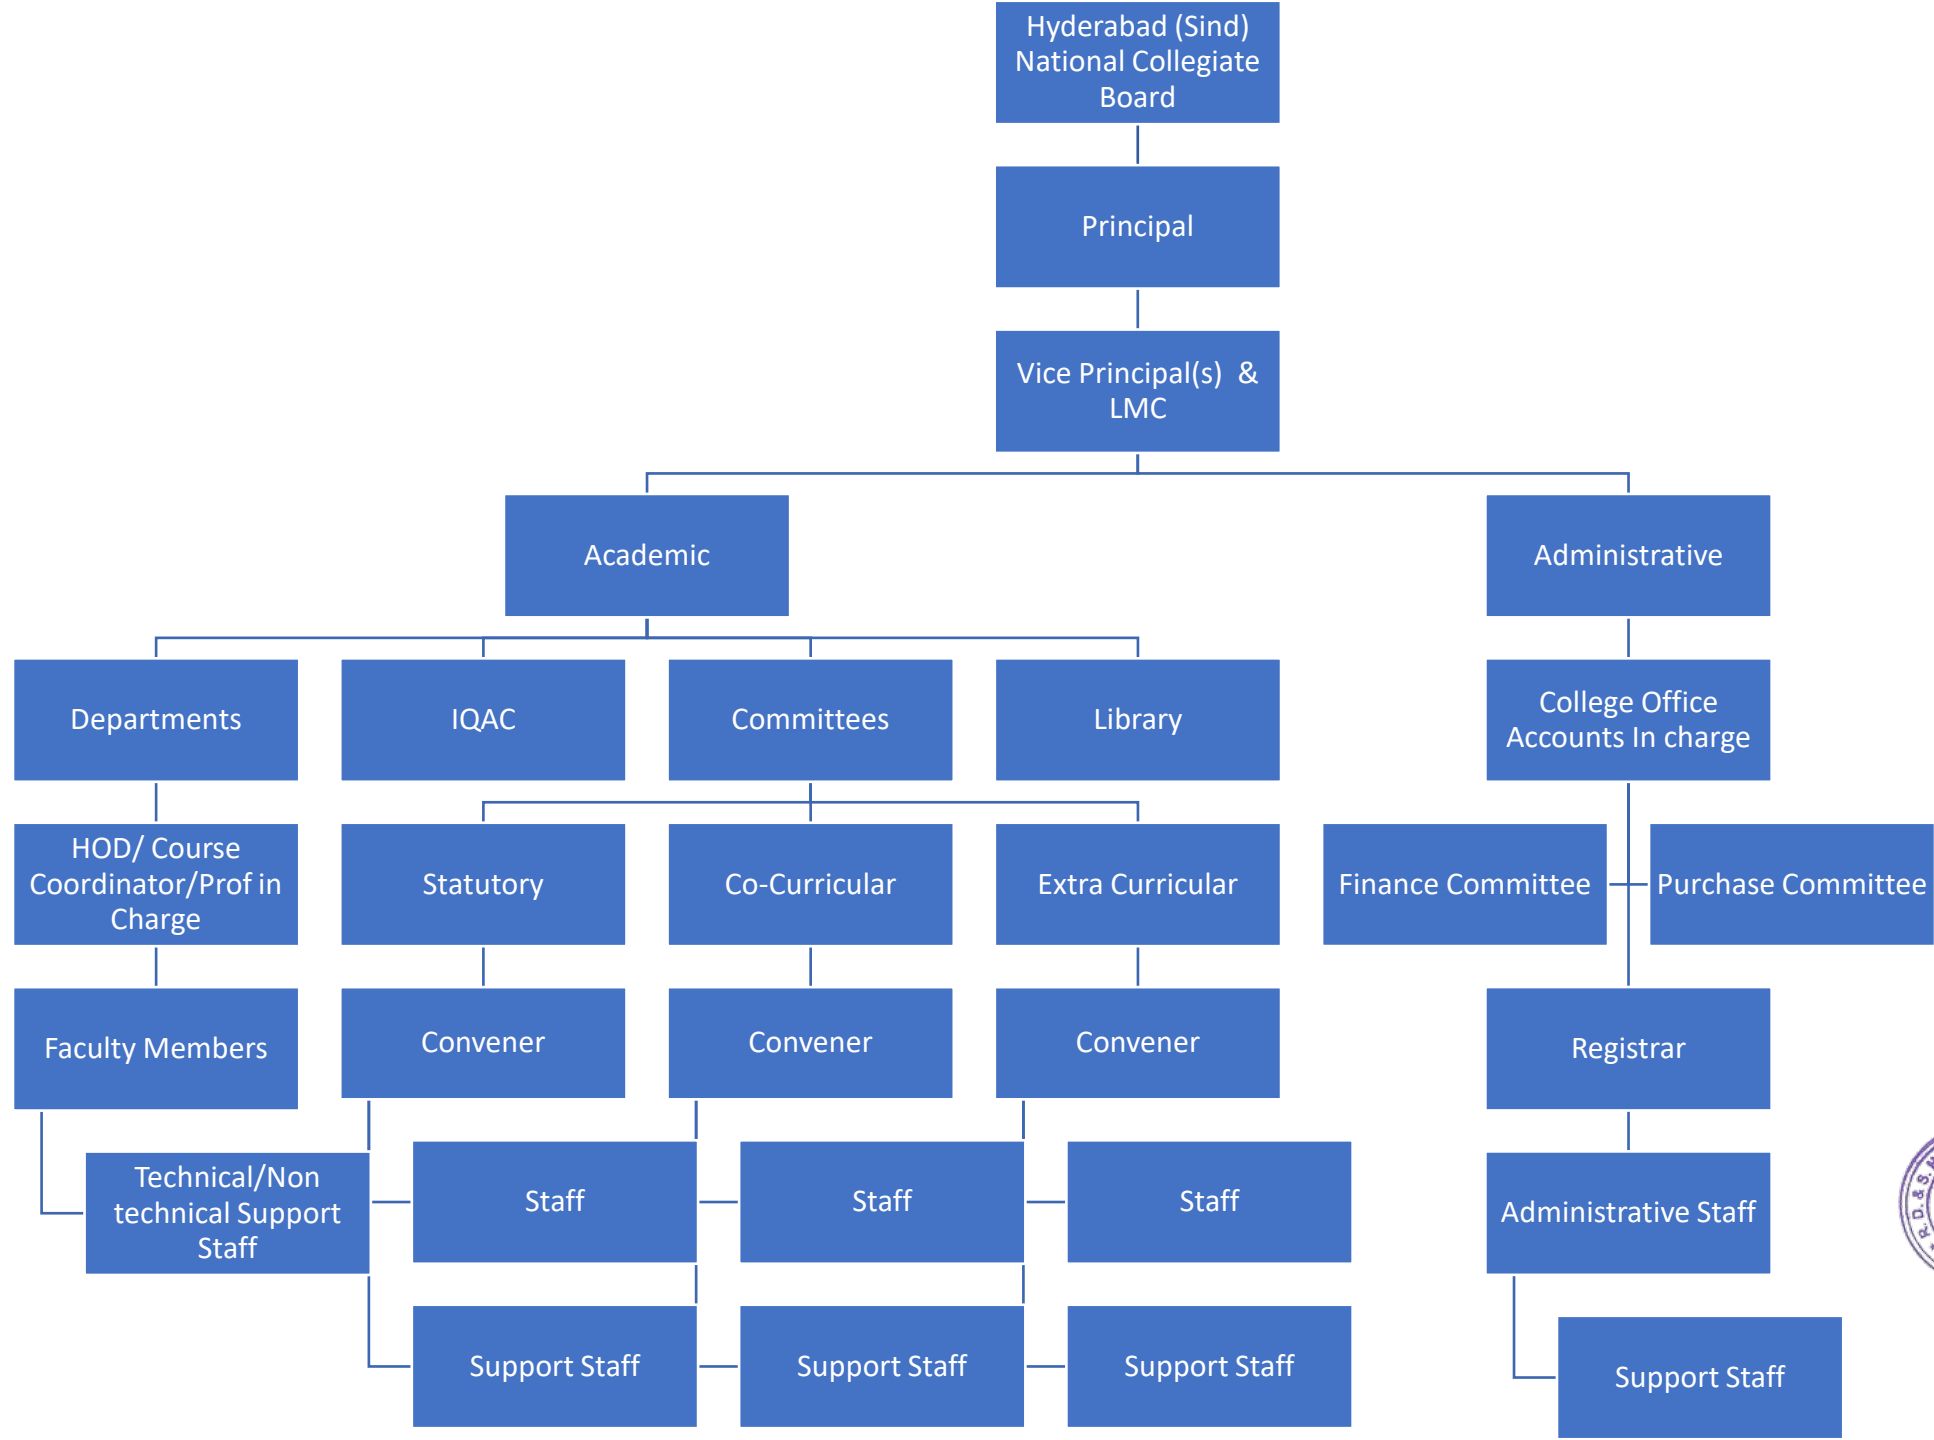 Hyderabad (Sind)
National Collegiate
Board
Principal
Vice Principal(s) &
LMC
Academic
Administrative
Departments
IQAC
Committees
Library
College Office
Accounts In charge
HOD/ Course
Coordinator/Prof in
Charge
Statutory
Co-Curricular
Extra Curricular
Finance Committee
Purchase Committee
Faculty Members
Convener
Convener
Convener
Registrar
Technical/Non
technical Support
Staff
Staff
Staff
Staff
Administrative Staff
Support Staff
Support Staff
Support Staff
Support Staff
R. D. & S.